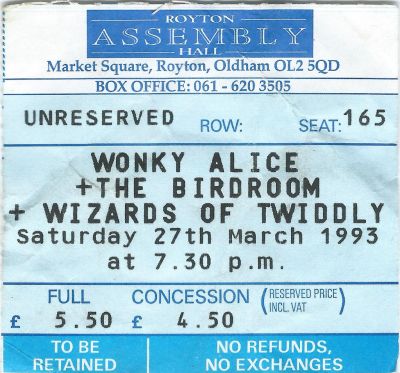 ROYTON
ASSEMBLY
HALL
Market Square, Royton, Oldham OL2 5QD
BOX OFFICE: 061 - 620 3505
UNRESERVED ROW: SEAT: 165
WONKY ALICE
+THE BIRDROOM
+ WIZARDS OF TWIDDLY
Saturday 27th March 1993
at 7.30 p.m.
FULL CONCESSION (RESERVED PRICE INCL. VAT)
£ 5.50 £ 4.50
TO BE RETAINED
NO REFUNDS, NO EXCHANGES